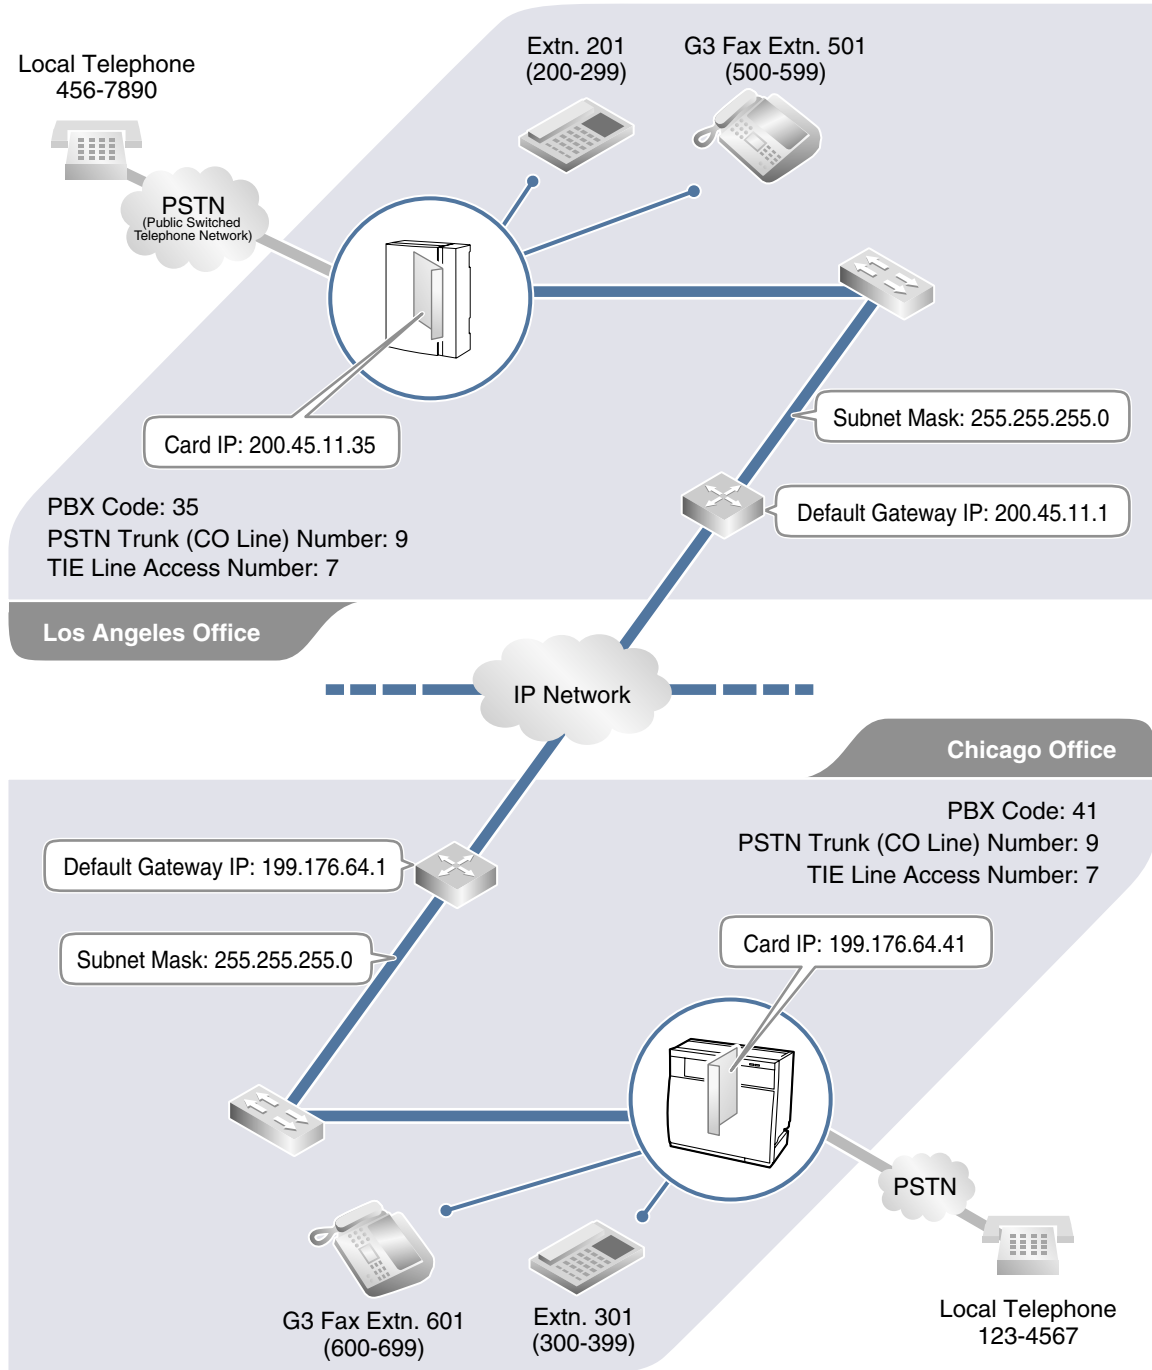 Local Telephone
456-7890
Extn. 201
(200-299)
G3 Fax Extn. 501
(500-599)
PSTN
(Public Switched
Telephone Network)
Card IP: 200.45.11.35
Subnet Mask: 255.255.255.0
Default Gateway IP: 200.45.11.1
PBX Code: 35
PSTN Trunk (CO Line) Number: 9
TIE Line Access Number: 7
Los Angeles Office
IP Network
Chicago Office
PBX Code: 41
PSTN Trunk (CO Line) Number: 9
TIE Line Access Number: 7
Default Gateway IP: 199.176.64.1
Subnet Mask: 255.255.255.0
Card IP: 199.176.64.41
PSTN
G3 Fax Extn. 601
(600-699)
Extn. 301
(300-399)
Local Telephone
123-4567